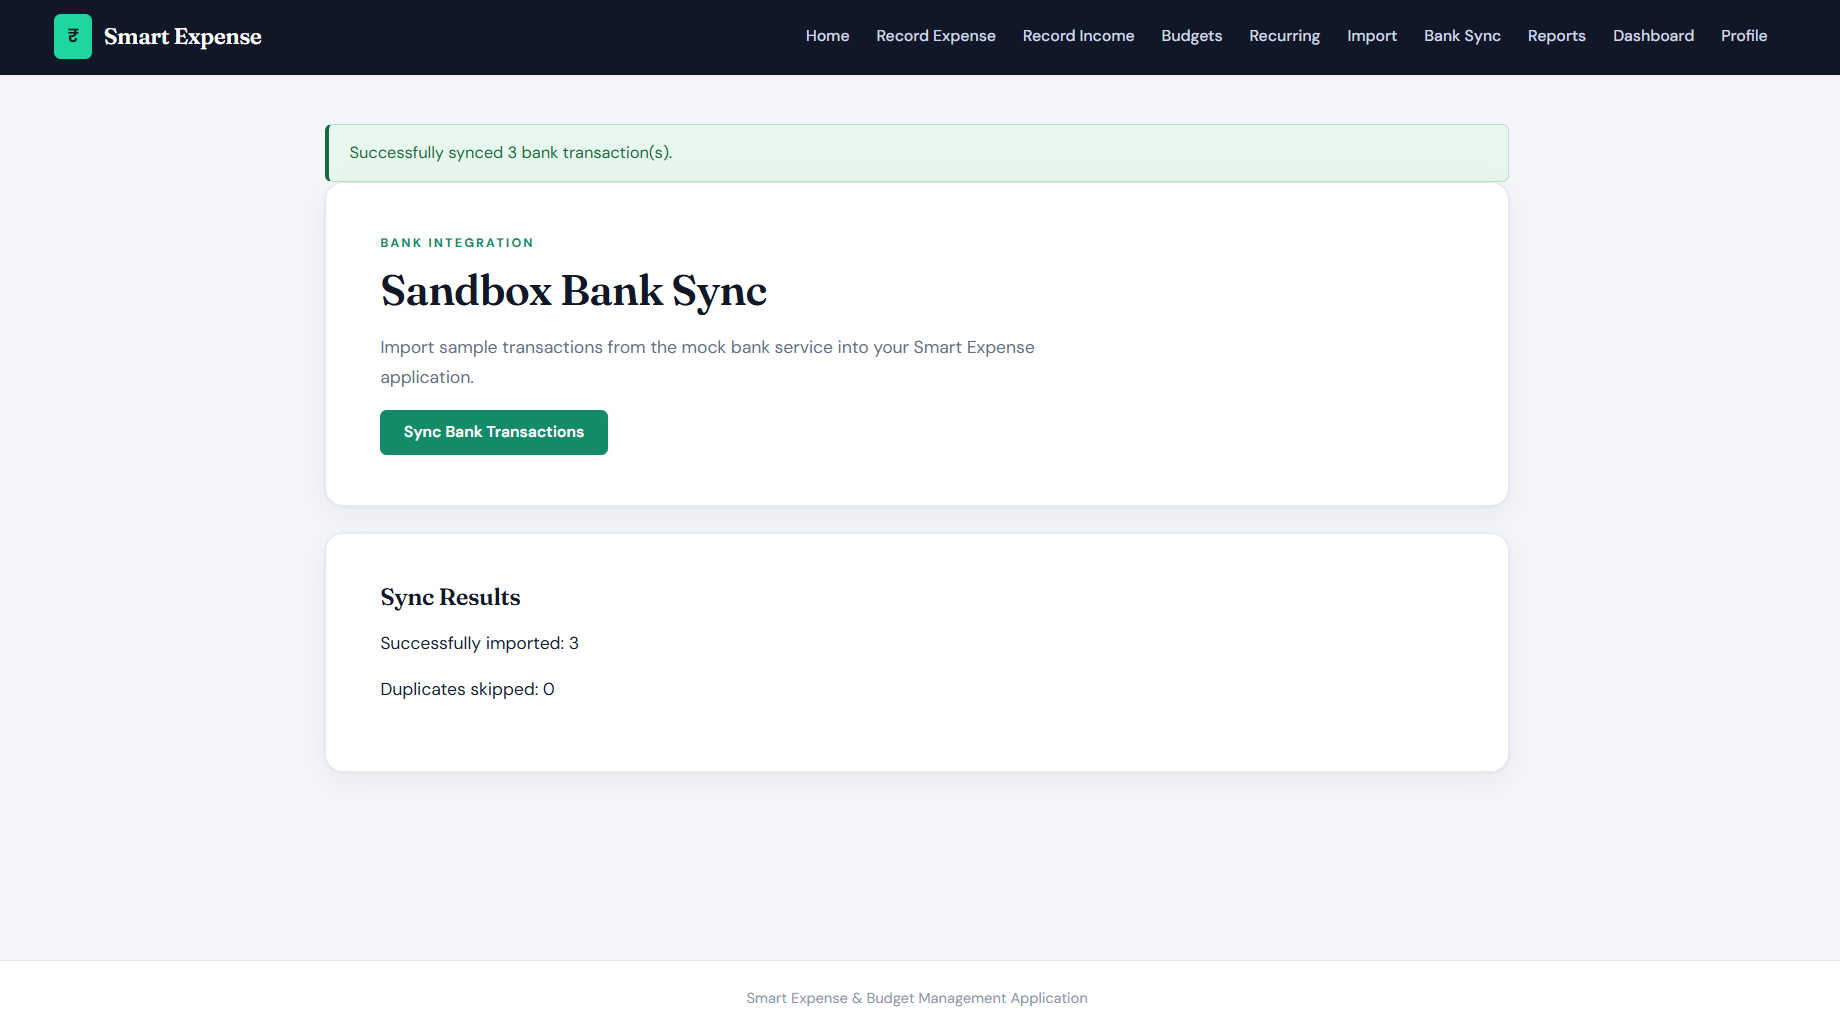 ₹ Smart Expense
Home Record Expense Record Income Budgets Recurring Import Bank Sync Reports Dashboard Profile
Successfully synced 3 bank transaction(s).
BANK INTEGRATION
Sandbox Bank Sync
Import sample transactions from the mock bank service into your Smart Expense
application.
Sync Bank Transactions
Sync Results
Successfully imported: 3
Duplicates skipped: 0
Smart Expense & Budget Management Application